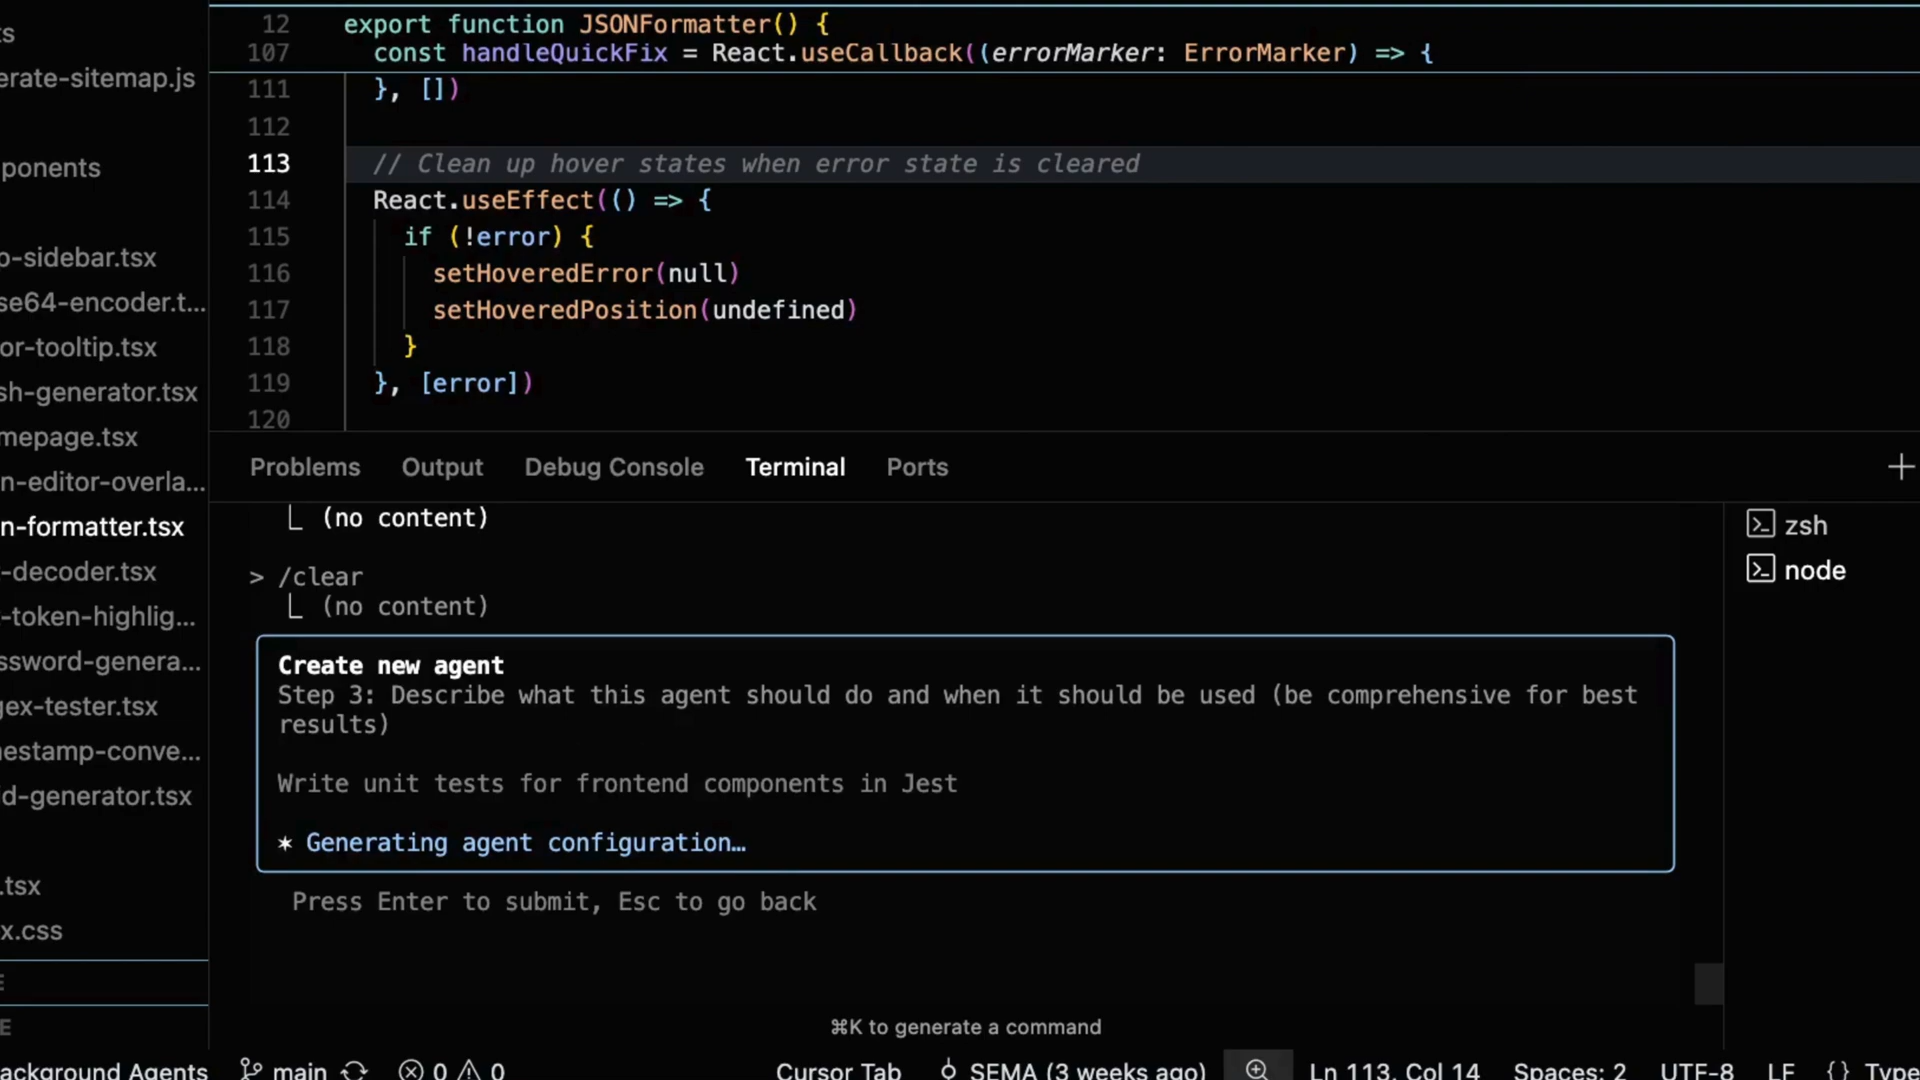 ts
erate-sitemap.js
ponents
p-sidebar.tsx
se64-encoder.t...
or-tooltip.tsx
sh-generator.tsx
mepage.tsx
n-editor-overla...
n-formatter.tsx
-decoder.tsx
t-token-highlig...
ssword-genera...
gex-tester.tsx
nestamp-conve...
id-generator.tsx
.tsx
x.css
E
E
12 export function JSONFormatter() {
107 const handleQuickFix = React.useCallback((errorMarker: ErrorMarker) => {
111 }, [])
112
113 // Clean up hover states when error state is cleared
114 React.useEffect(() => {
115 if (!error) {
116 setHoveredError(null)
117 setHoveredPosition(undefined)
118 }
119 }, [error])
120
Problems Output Debug Console Terminal Ports
⎿ (no content)
> /clear
⎿ (no content)
Create new agent
Step 3: Describe what this agent should do and when it should be used (be comprehensive for best
results)
Write unit tests for frontend components in Jest
* Generating agent configuration…
Press Enter to submit, Esc to go back
zsh
node
⌘K to generate a command
ackground Agents main 0 0 Cursor Tab SEMA (3 weeks ago) Ln 113, Col 14 Spaces: 2 UTF-8 LF {} Type